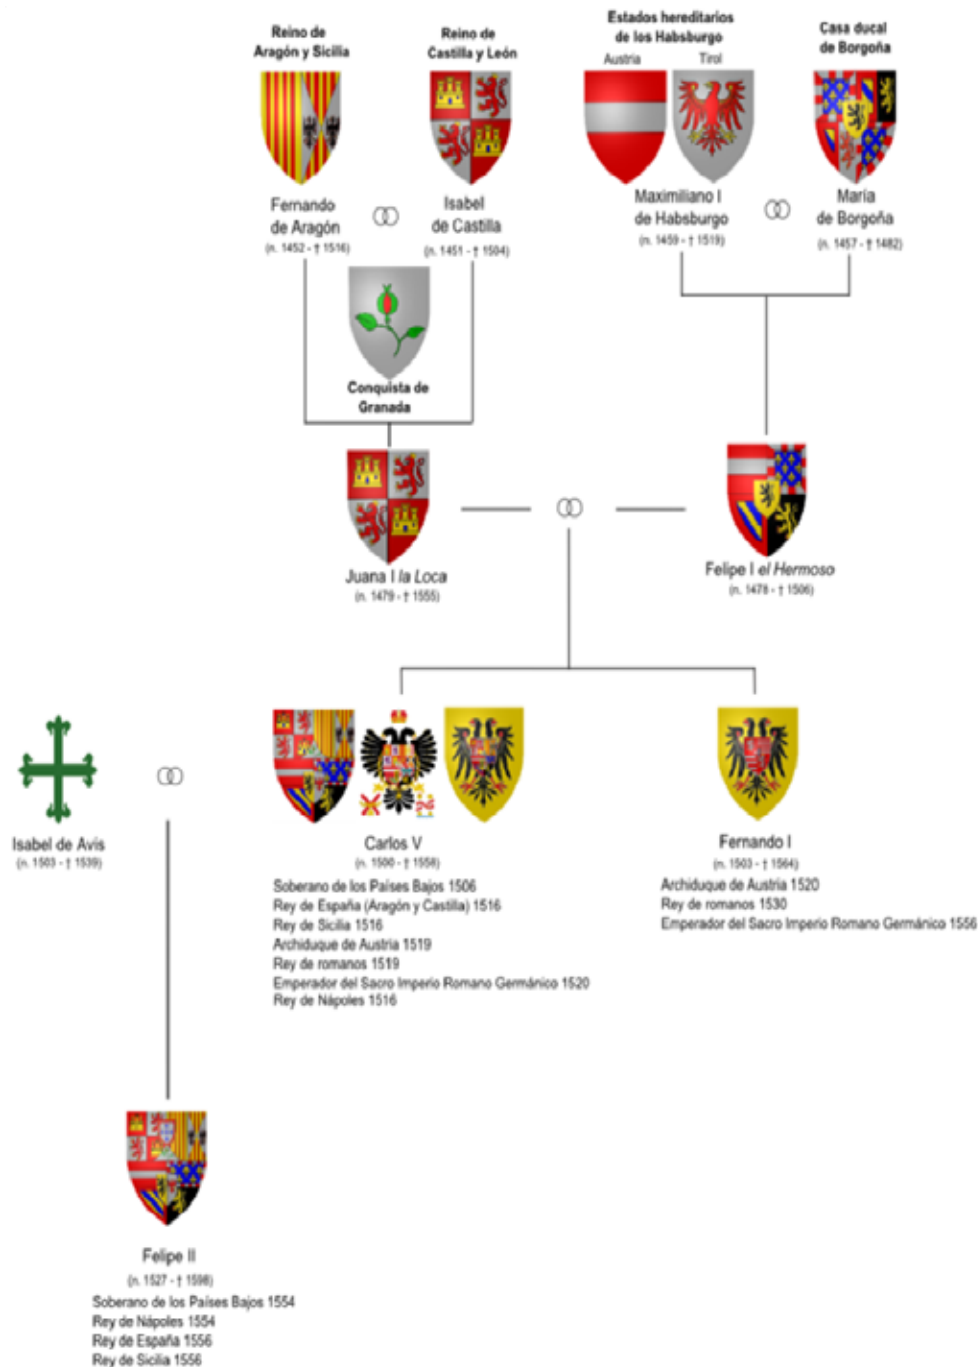 Reino de
Aragón y Sicilia
Reino de
Castilla y León
Estados hereditarios
de los Habsburgo
Austria
Tirol
Casa ducal
de Borgoña
Fernando
de Aragón
(n. 1452 - † 1516)
Isabel
de Castilla
(n. 1451 - † 1504)
Maximiliano I
de Habsburgo
(n. 1459 - † 1519)
María
de Borgoña
(n. 1457 - † 1482)
Conquista de
Granada
Juana I la Loca
(n. 1479 - † 1555)
Felipe I el Hermoso
(n. 1478 - † 1506)
Isabel de Avis
(n. 1503 - † 1539)
Carlos V
(n. 1500 - † 1558)
Soberano de los Países Bajos 1506
Rey de España (Aragón y Castilla) 1516
Rey de Sicilia 1516
Archiduque de Austria 1519
Rey de romanos 1519
Emperador del Sacro Imperio Romano Germánico 1520
Rey de Nápoles 1516
Fernando I
(n. 1503 - † 1564)
Archiduque de Austria 1520
Rey de romanos 1530
Emperador del Sacro Imperio Romano Germánico 1556
Felipe II
(n. 1527 - † 1598)
Soberano de los Países Bajos 1554
Rey de Nápoles 1554
Rey de España 1556
Rey de Sicilia 1556